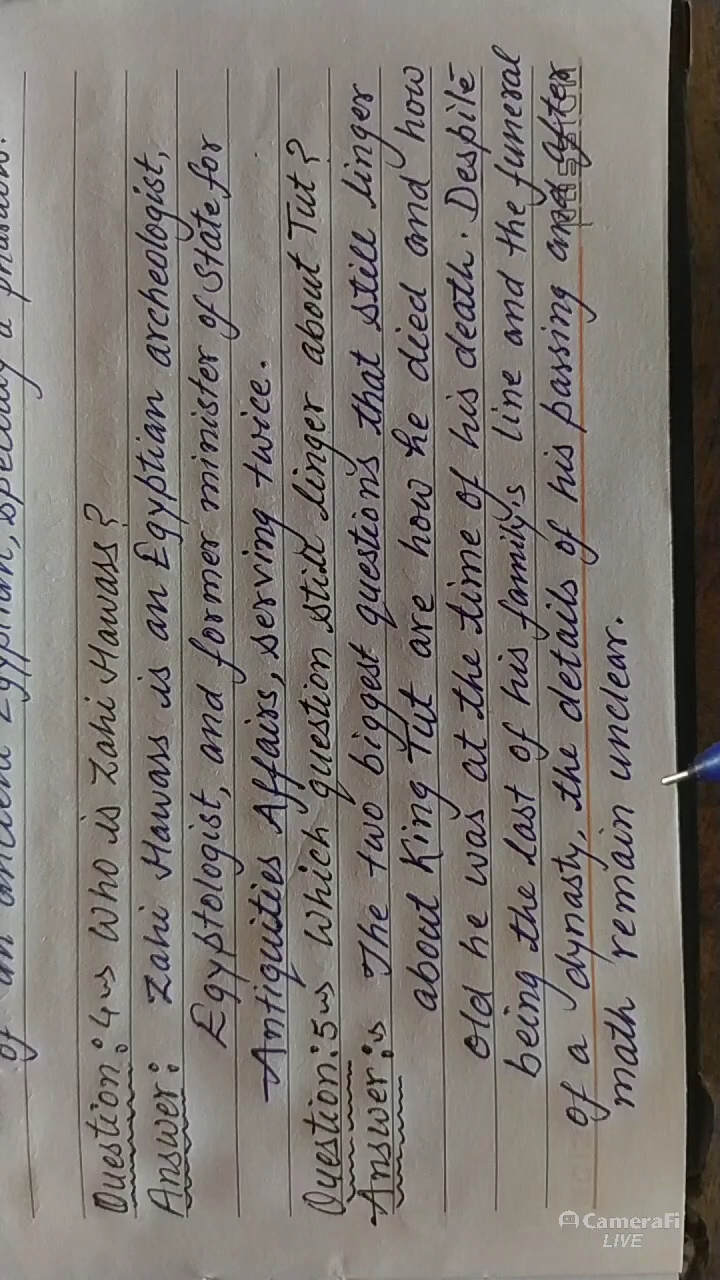 of an ancient Egyptian, spelling a pharaoh.
Question:4 Who is Zahi Hawass?
Answer: Zahi Hawass is an Egyptian archeologist,
Egyptologist, and former minister of State for
Antiquities Affairs, serving twice.
Question:5 Which question still linger about Tut?
Answer: The two biggest questions that still linger
about King Tut are how he died and how
old he was at the time of his death. Despite
being the last of his family's line and the funeral
of a dynasty, the details of his passing and after
math remain unclear.
CameraFi
LIVE